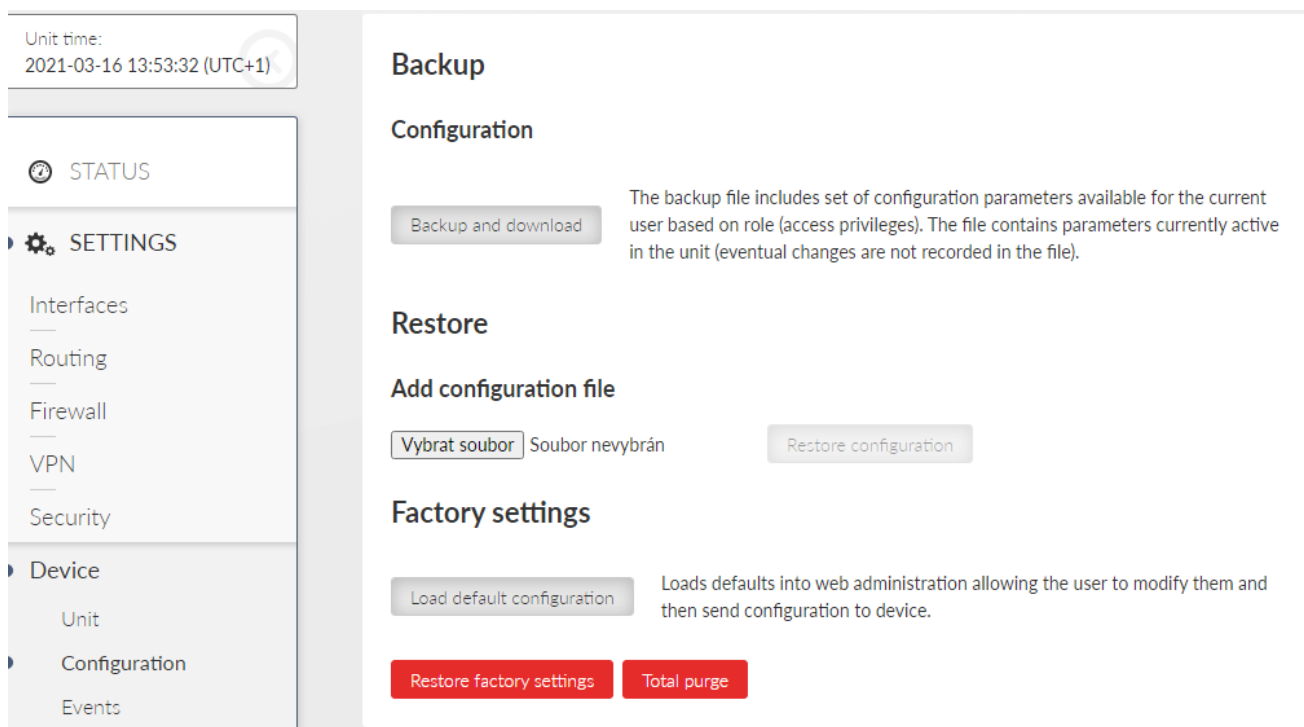 Unit time:
2021-03-16 13:53:32 (UTC+1)
STATUS
SETTINGS
Interfaces
Routing
Firewall
VPN
Security
Device
Unit
Configuration
Events
Backup
Configuration
Backup and download
The backup file includes set of configuration parameters available for the current
user based on role (access privileges). The file contains parameters currently active
in the unit (eventual changes are not recorded in the file).
Restore
Add configuration file
Vybrat soubor Soubor nevybrán
Restore configuration
Factory settings
Load default configuration
Loads defaults into web administration allowing the user to modify them and
then send configuration to device.
Restore factory settings
Total purge